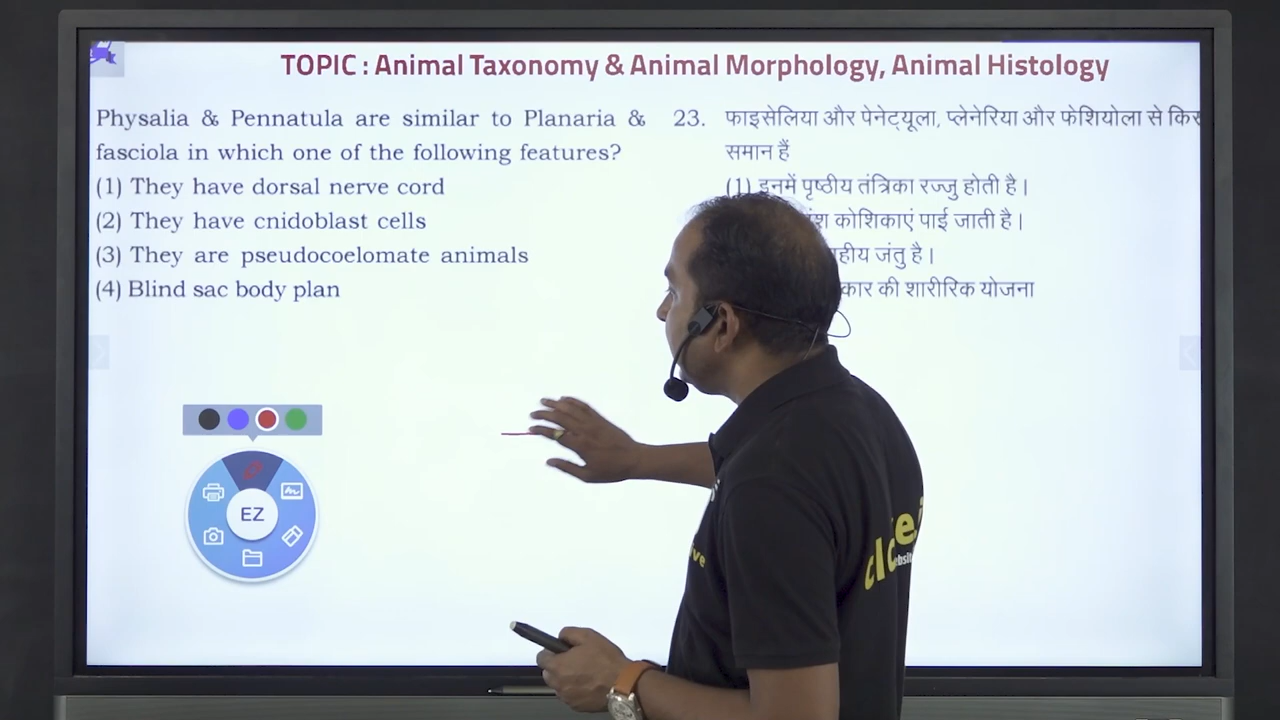 TOPIC : Animal Taxonomy & Animal Morphology, Animal Histology
Physalia & Pennatula are similar to Planaria &
fasciola in which one of the following features?
(1) They have dorsal nerve cord
(2) They have cnidoblast cells
(3) They are pseudocoelomate animals
(4) Blind sac body plan
23. फाइसेलिया और पेनेट्यूला, प्लेनेरिया और फेशियोला से किस
समान हैं
(1) इनमें पृष्ठीय तंत्रिका रज्जु होती है।
कोशिकाएं पाई जाती है।
जंतु है।
की शारीरिक योजना
EZ